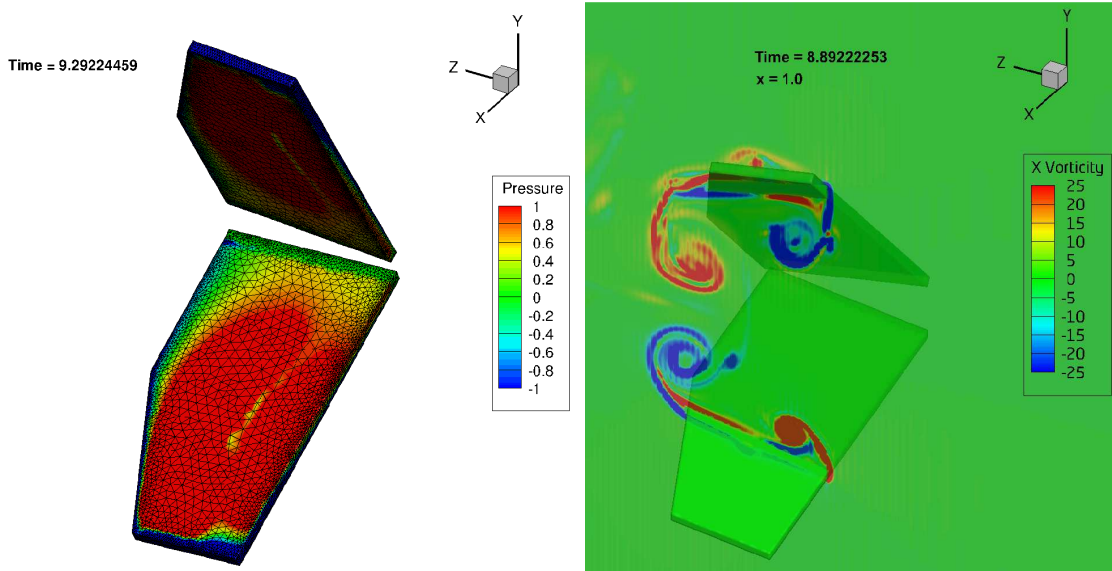 Time = 9.29224459
Y
Z
X
Pressure
1
0.8
0.6
0.4
0.2
0
-0.2
-0.4
-0.6
-0.8
-1
Time = 8.89222253
x = 1.0
Y
Z
X
X Vorticity
25
20
15
10
5
0
-5
-10
-15
-20
-25